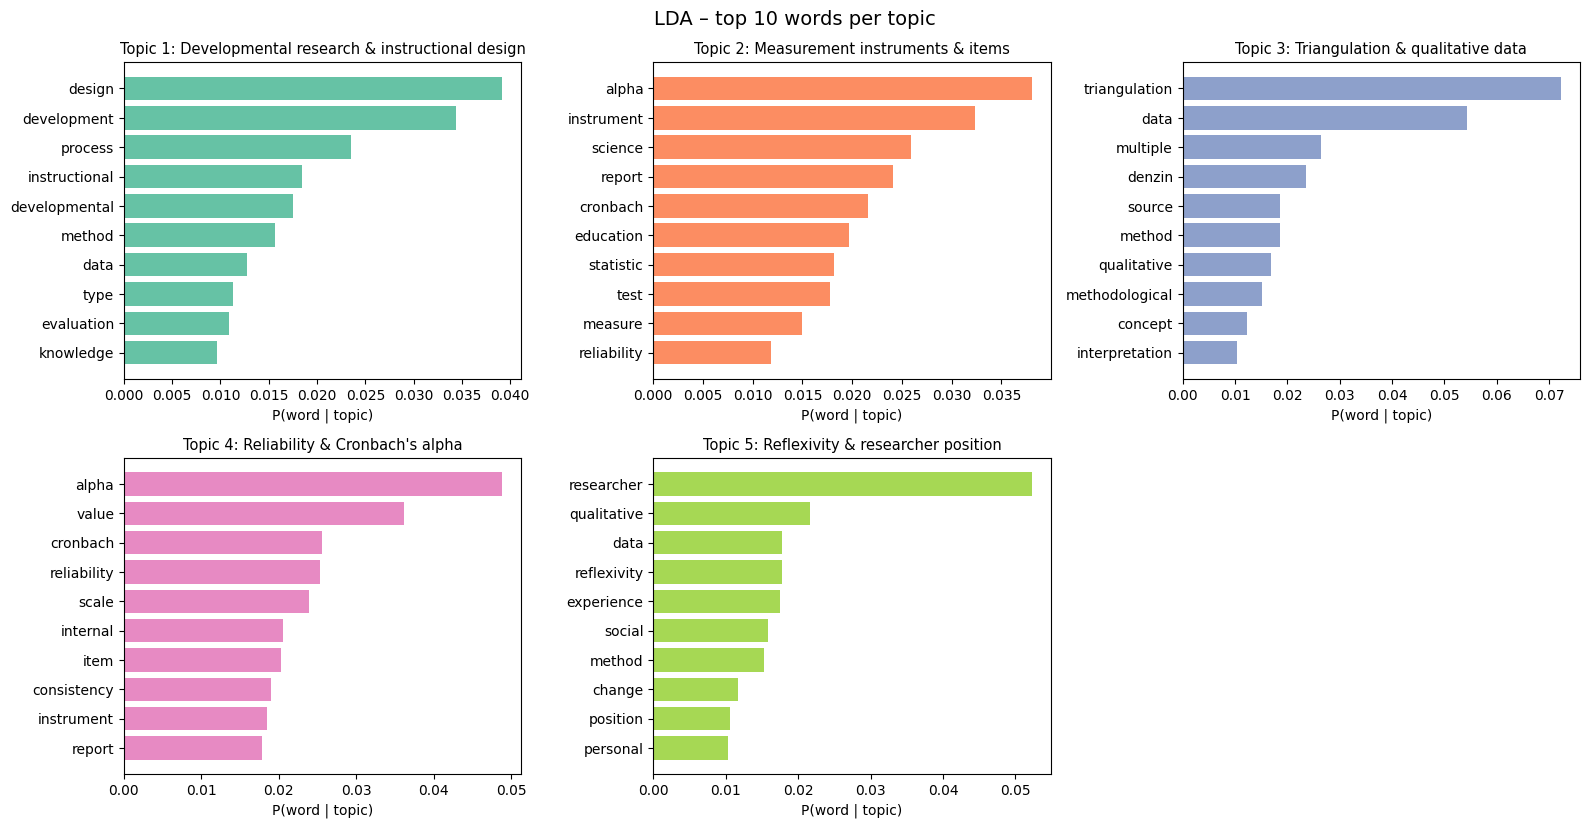 LDA – top 10 words per topic
Topic 1: Developmental research & instructional design
design
development
process
instructional
developmental
method
data
type
evaluation
knowledge
0.000 0.005 0.010 0.015 0.020 0.025 0.030 0.035 0.040
P(word | topic)
Topic 2: Measurement instruments & items
alpha
instrument
science
report
cronbach
education
statistic
test
measure
reliability
0.000 0.005 0.010 0.015 0.020 0.025 0.030 0.035
P(word | topic)
Topic 3: Triangulation & qualitative data
triangulation
data
multiple
denzin
source
method
qualitative
methodological
concept
interpretation
0.00 0.01 0.02 0.03 0.04 0.05 0.06 0.07
P(word | topic)
Topic 4: Reliability & Cronbach's alpha
alpha
value
cronbach
reliability
scale
internal
item
consistency
instrument
report
0.00 0.01 0.02 0.03 0.04 0.05
P(word | topic)
Topic 5: Reflexivity & researcher position
researcher
qualitative
data
reflexivity
experience
social
method
change
position
personal
0.00 0.01 0.02 0.03 0.04 0.05
P(word | topic)